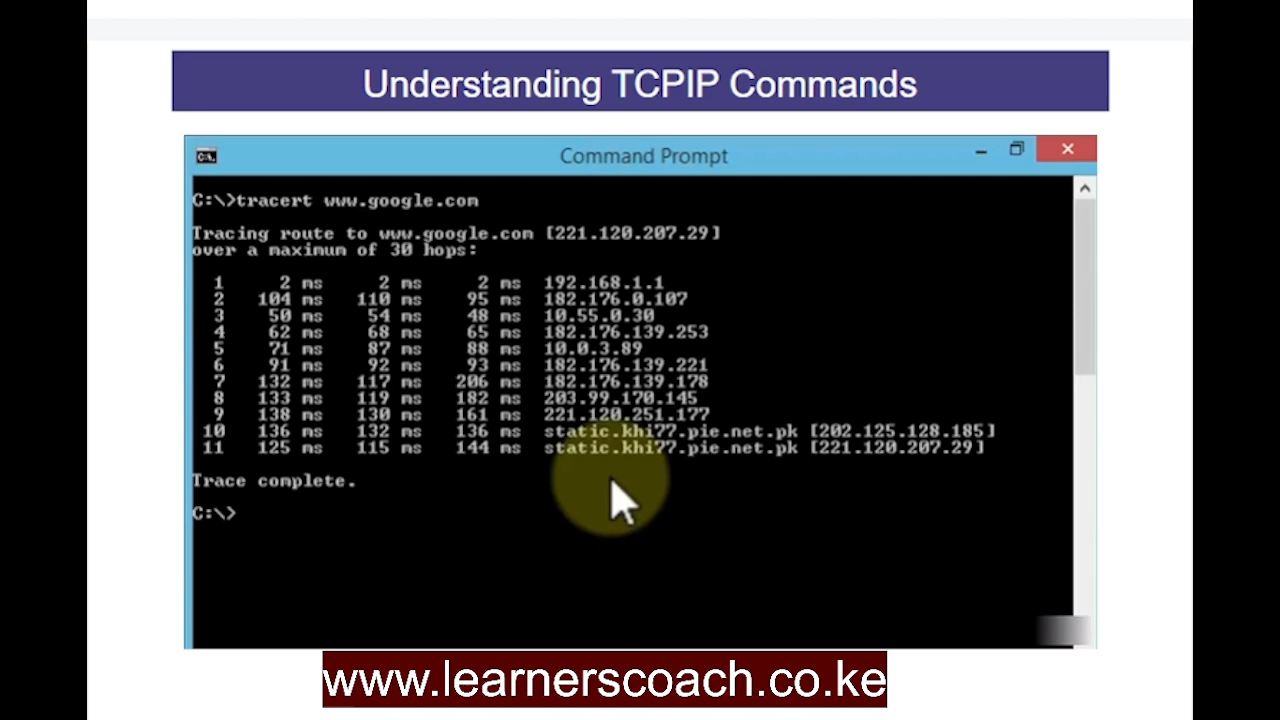 Understanding TCPIP Commands
C:\.
Command Prompt
C:\>tracert www.google.com
Tracing route to www.google.com [221.120.207.29]
over a maximum of 30 hops:
1 2 ms 2 ms 2 ms 192.168.1.1
2 104 ms 110 ms 95 ms 182.176.0.107
3 50 ms 54 ms 48 ms 10.55.0.30
4 62 ms 68 ms 65 ms 182.176.139.253
5 71 ms 87 ms 88 ms 10.0.3.89
6 91 ms 92 ms 93 ms 182.176.139.221
7 132 ms 117 ms 206 ms 182.176.139.178
8 133 ms 119 ms 182 ms 203.99.170.145
9 138 ms 130 ms 161 ms 221.120.251.177
10 136 ms 132 ms 136 ms static.khi77.pie.net.pk [202.125.128.185]
11 125 ms 115 ms 144 ms static.khi77.pie.net.pk [221.120.207.29]
Trace complete.
C:\>
www.learnerscoach.co.ke